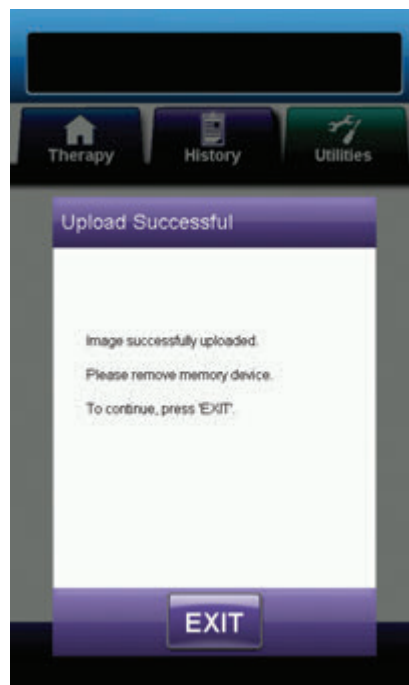 Therapy
History
Utilities
Upload Successful
Image successfully uploaded.
Please remove memory device.
To continue, press 'EXIT'.
EXIT